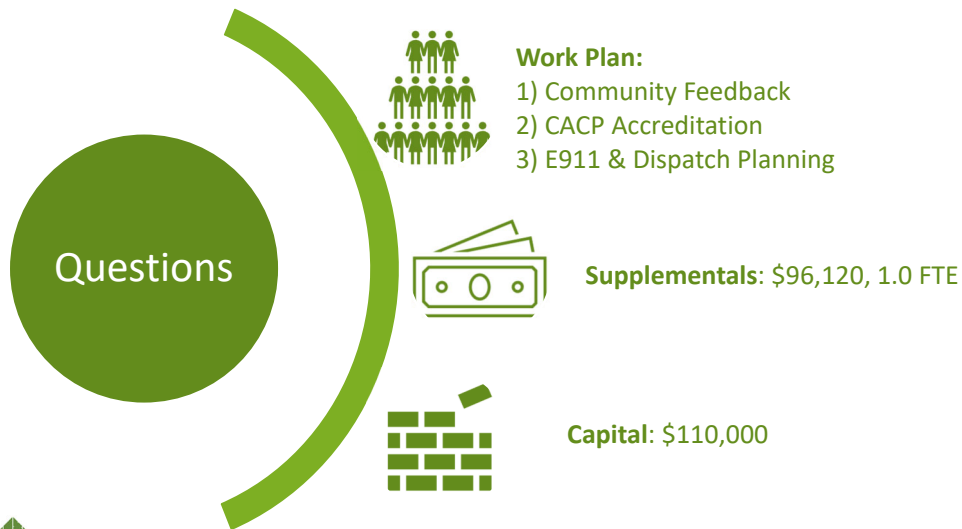 Questions
Work Plan:
1) Community Feedback
2) CACP Accreditation
3) E911 & Dispatch Planning
Supplementals: $96,120, 1.0 FTE
Capital: $110,000